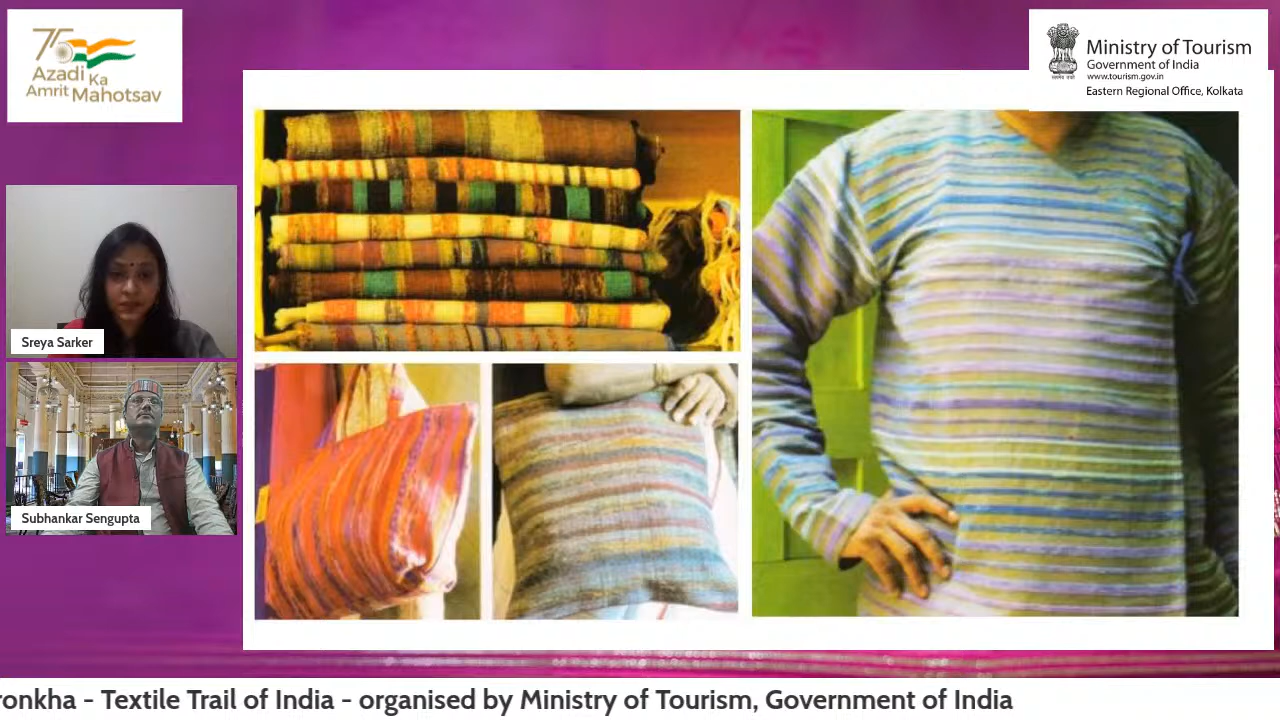 75
Azadi Ka
Amrit Mahotsav
Ministry of Tourism
Government of India
www.tourism.gov.in
Eastern Regional Office, Kolkata
Sreya Sarker
Subhankar Sengupta
ronkha - Textile Trail of India - organised by Ministry of Tourism, Government of India